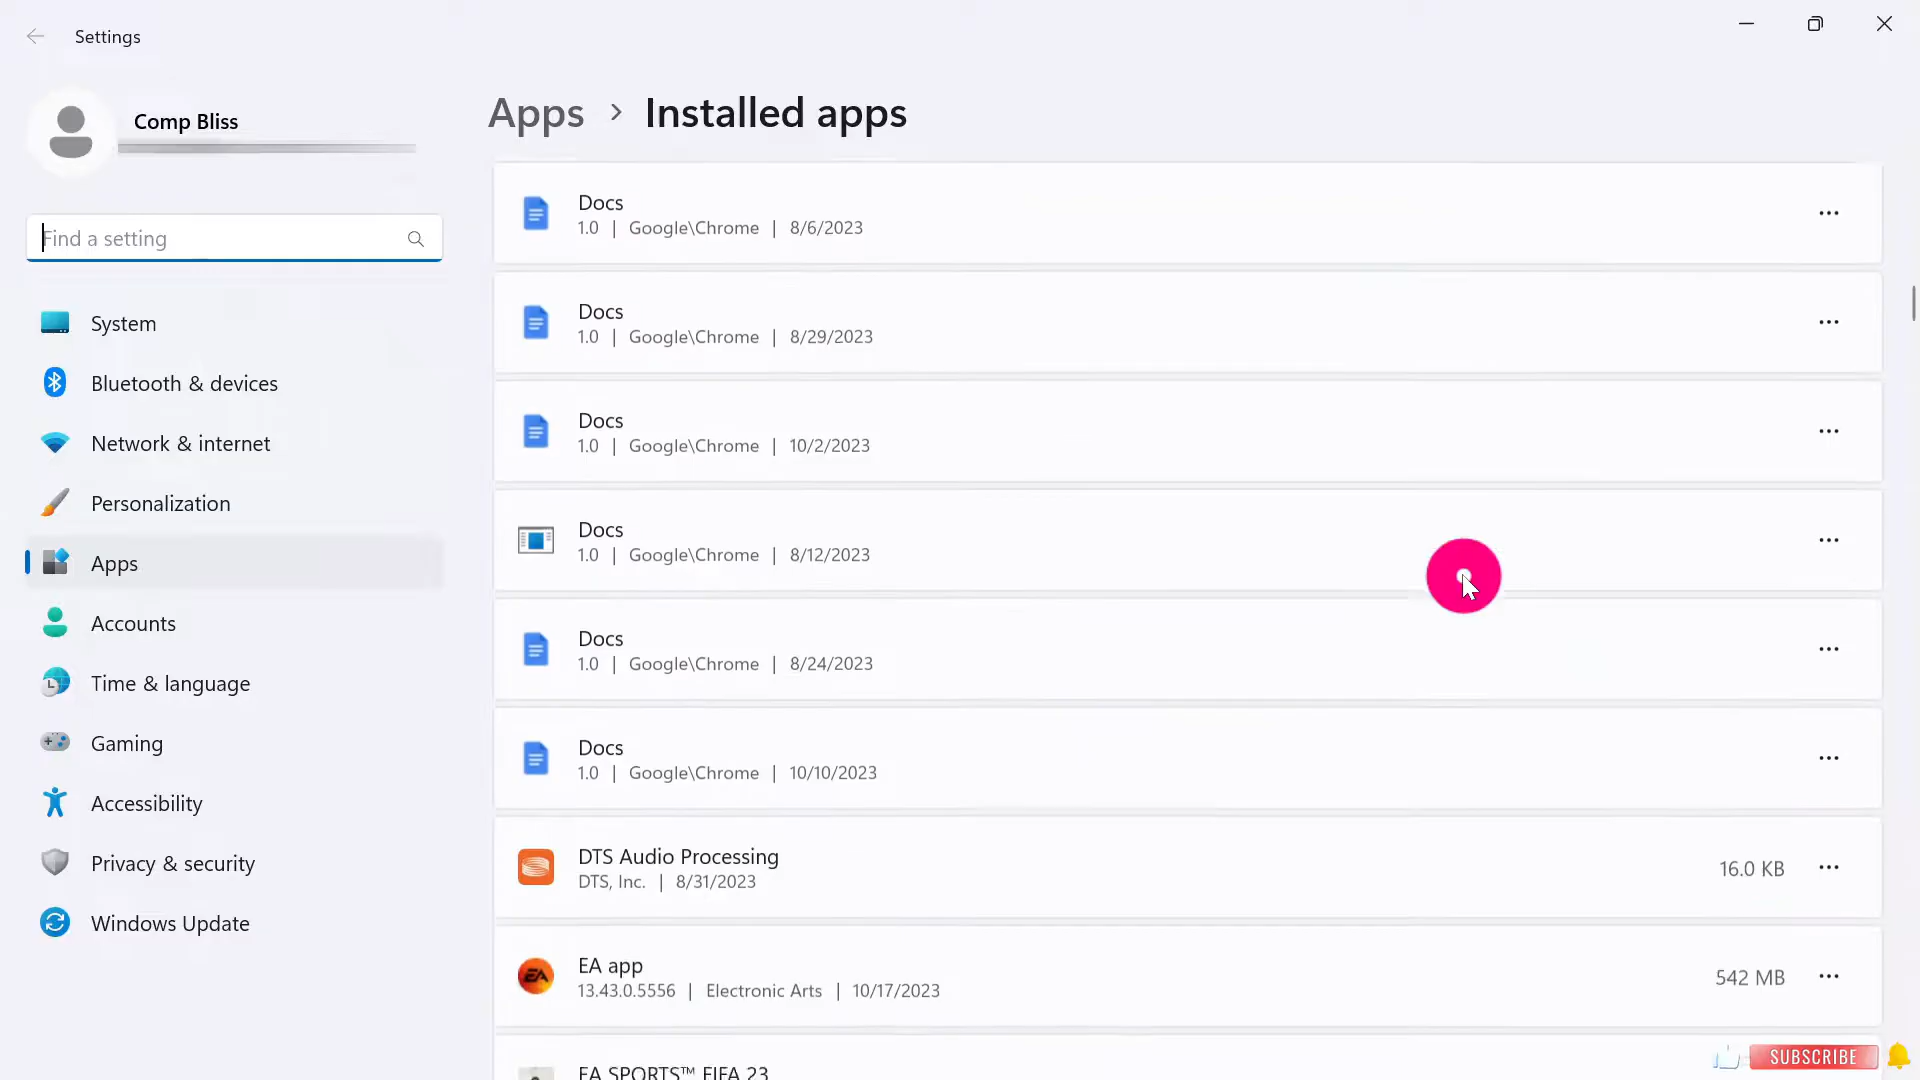 Settings
Comp Bliss
Find a setting
System
Bluetooth & devices
Network & internet
Personalization
Apps
Accounts
Time & language
Gaming
Accessibility
Privacy & security
Windows Update
Apps > Installed apps
Docs
1.0 | Google\Chrome | 8/6/2023
Docs
1.0 | Google\Chrome | 8/29/2023
Docs
1.0 | Google\Chrome | 10/2/2023
Docs
1.0 | Google\Chrome | 8/12/2023
Docs
1.0 | Google\Chrome | 8/24/2023
Docs
1.0 | Google\Chrome | 10/10/2023
DTS Audio Processing
DTS, Inc. | 8/31/2023
16.0 KB
EA app
13.43.0.5556 | Electronic Arts | 10/17/2023
542 MB
EA SPORTS™ FIFA 23
SUBSCRIBE